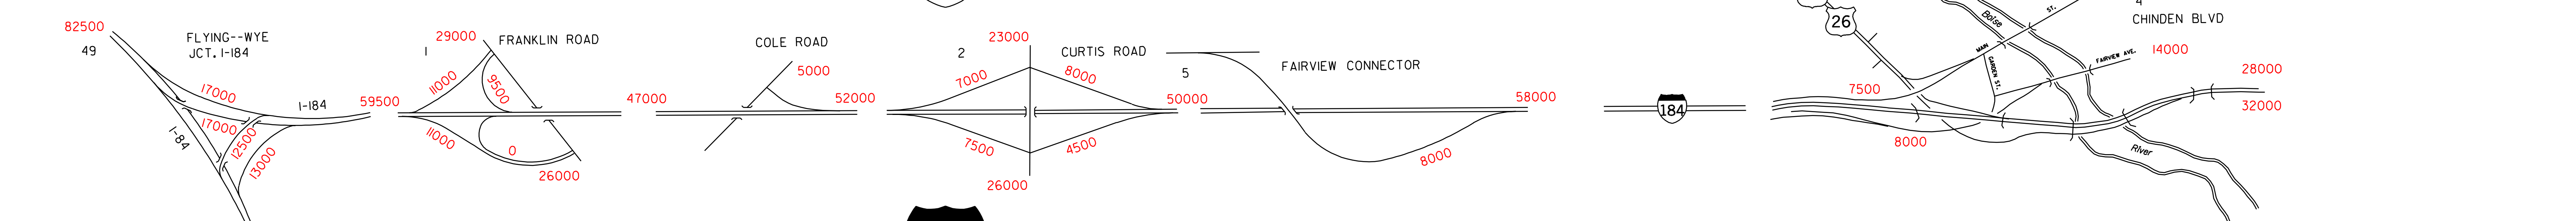 82500
49
FLYING--WYE
JCT. I-184
17000
17000
12500
13000
I-84
I-184
59500
1
29000
FRANKLIN ROAD
11000
9500
11000
0
26000
47000
COLE ROAD
5000
52000
2
23000
CURTIS ROAD
7000
8000
7500
4500
26000
50000
5
FAIRVIEW CONNECTOR
8000
58000
184
26
7500
8000
MAIN
ST.
GARDEN ST.
Boise
River
FAIRVIEW AVE.
14000
4
CHINDEN BLVD
28000
32000